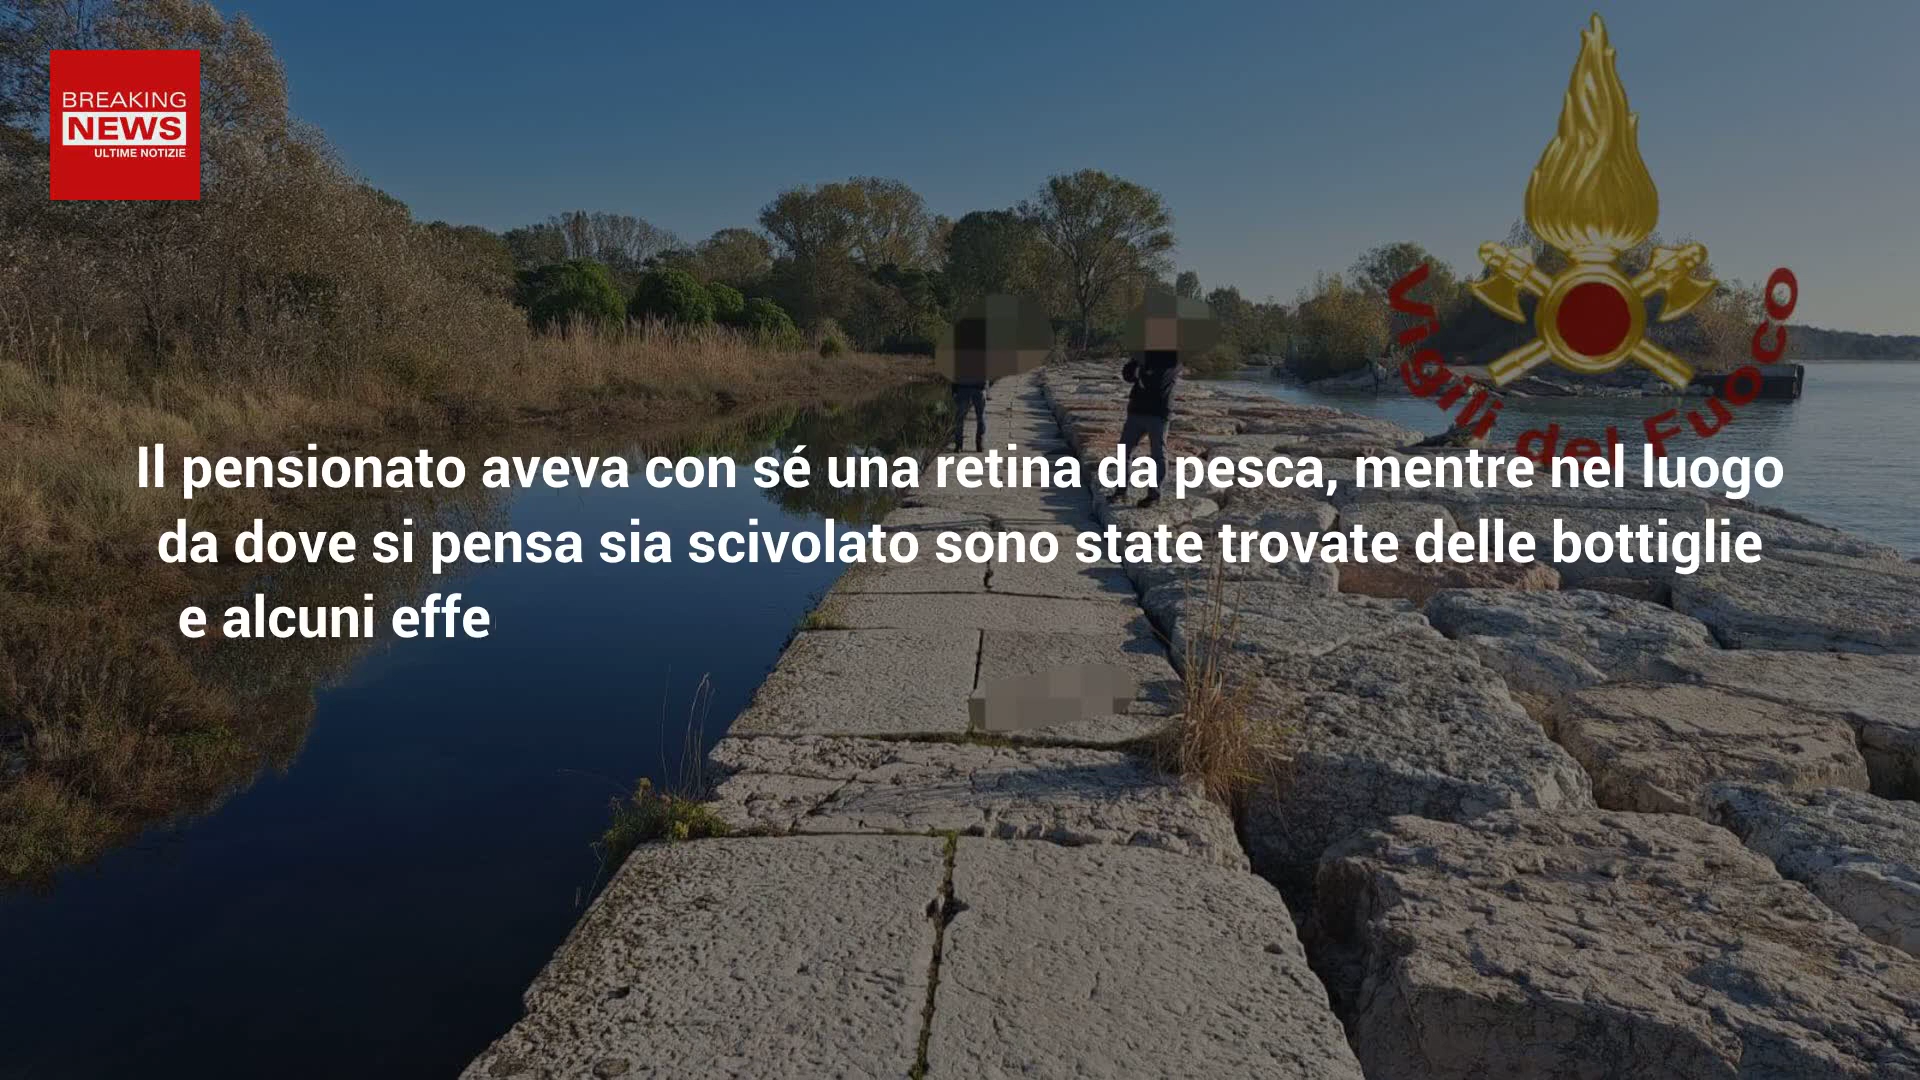 BREAKING
NEWS
ULTIME NOTIZIE
Vigili del Fuoco
Il pensionato aveva con sé una retina da pesca, mentre nel luogo
da dove si pensa sia scivolato sono state trovate delle bottiglie
e alcuni effe